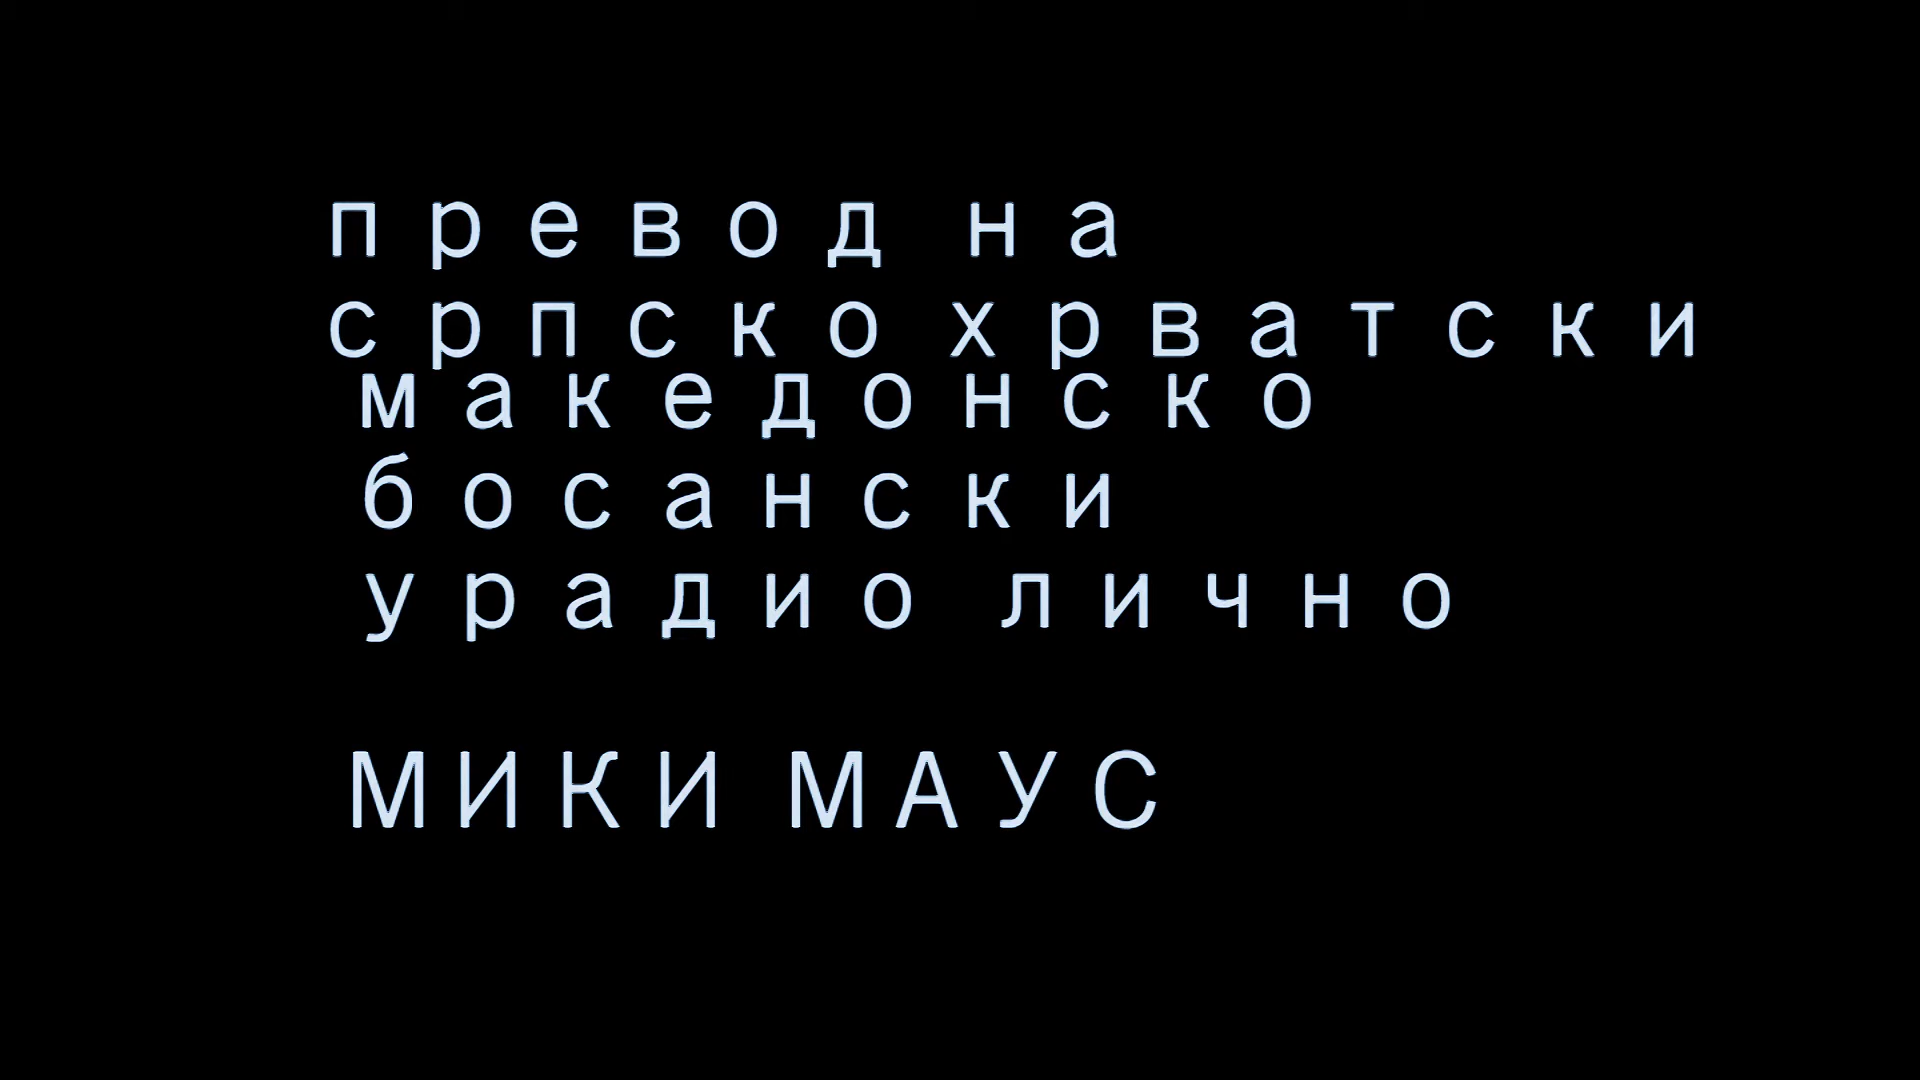 превод на
српскохрватски
македонско
босански
урадио лично
МИКИ МАУС